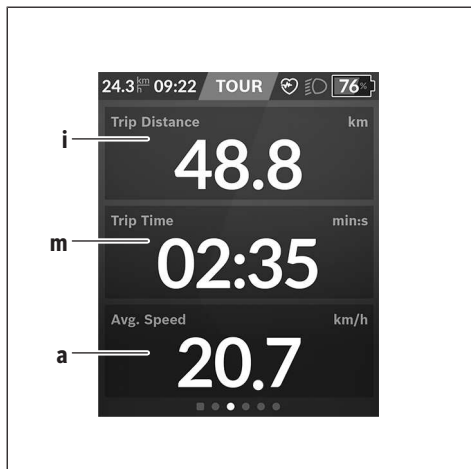 24.3 km/h 09:22 TOUR 76%
Trip Distance km
i
48.8
Trip Time min:s
m
02:35
Avg. Speed km/h
a
20.7